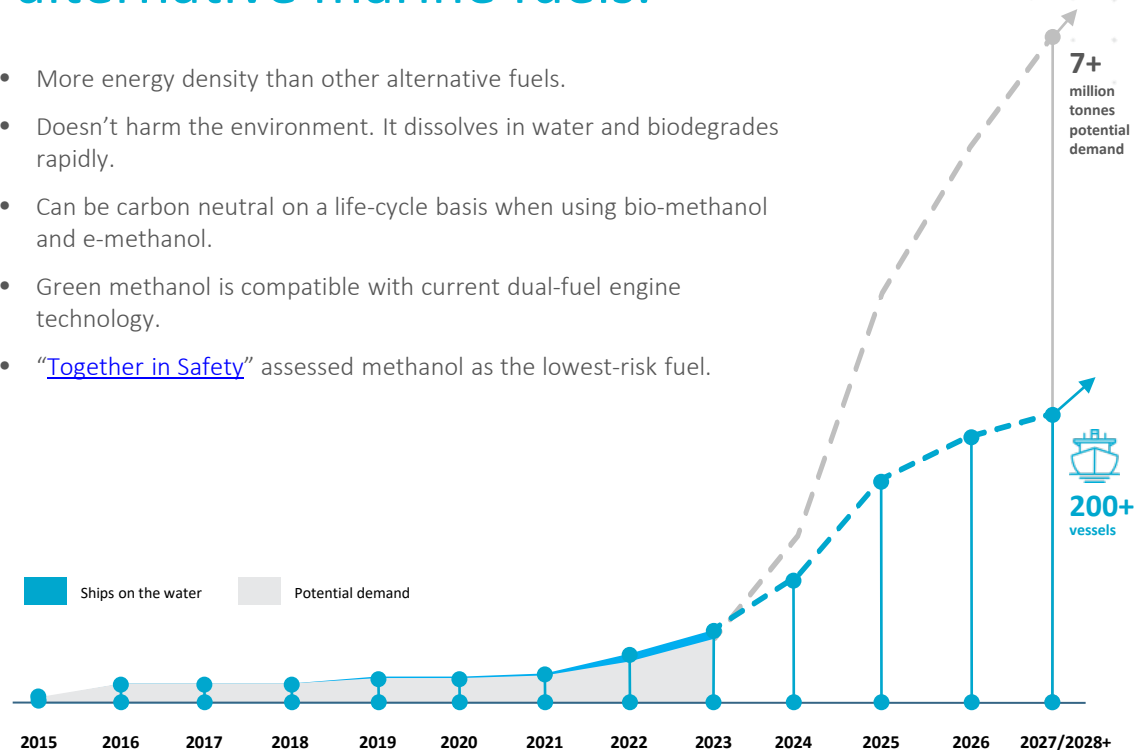 alternative marine fuels.
• More energy density than other alternative fuels.
• Doesn’t harm the environment. It dissolves in water and biodegrades
rapidly.
• Can be carbon neutral on a life-cycle basis when using bio-methanol
and e-methanol.
• Green methanol is compatible with current dual-fuel engine
technology.
• “Together in Safety” assessed methanol as the lowest-risk fuel.
7+
million
tonnes
potential
demand
200+
vessels
Ships on the water
Potential demand
2015 2016 2017 2018 2019 2020 2021 2022 2023 2024 2025 2026 2027/2028+